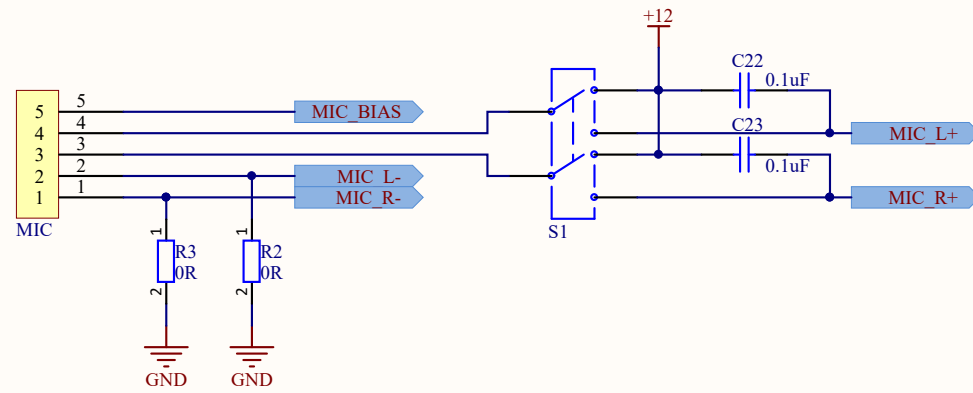 +12
C22
0.1uF
5
5
MIC_BIAS
4
4
C23
MIC_L+
3
3
0.1uF
2
2
MIC_L-
1
1
MIC_R-
MIC_R+
MIC
S1
1
R3
0R
2
1
R2
0R
2
GND
GND